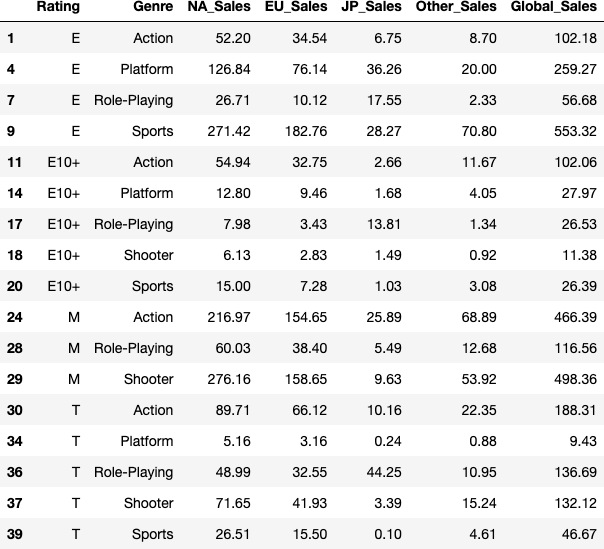 Rating Genre NA_Sales EU_Sales JP_Sales Other_Sales Global_Sales
1 E Action 52.20 34.54 6.75 8.70 102.18
4 E Platform 126.84 76.14 36.26 20.00 259.27
7 E Role-Playing 26.71 10.12 17.55 2.33 56.68
9 E Sports 271.42 182.76 28.27 70.80 553.32
11 E10+ Action 54.94 32.75 2.66 11.67 102.06
14 E10+ Platform 12.80 9.46 1.68 4.05 27.97
17 E10+ Role-Playing 7.98 3.43 13.81 1.34 26.53
18 E10+ Shooter 6.13 2.83 1.49 0.92 11.38
20 E10+ Sports 15.00 7.28 1.03 3.08 26.39
24 M Action 216.97 154.65 25.89 68.89 466.39
28 M Role-Playing 60.03 38.40 5.49 12.68 116.56
29 M Shooter 276.16 158.65 9.63 53.92 498.36
30 T Action 89.71 66.12 10.16 22.35 188.31
34 T Platform 5.16 3.16 0.24 0.88 9.43
36 T Role-Playing 48.99 32.55 44.25 10.95 136.69
37 T Shooter 71.65 41.93 3.39 15.24 132.12
39 T Sports 26.51 15.50 0.10 4.61 46.67